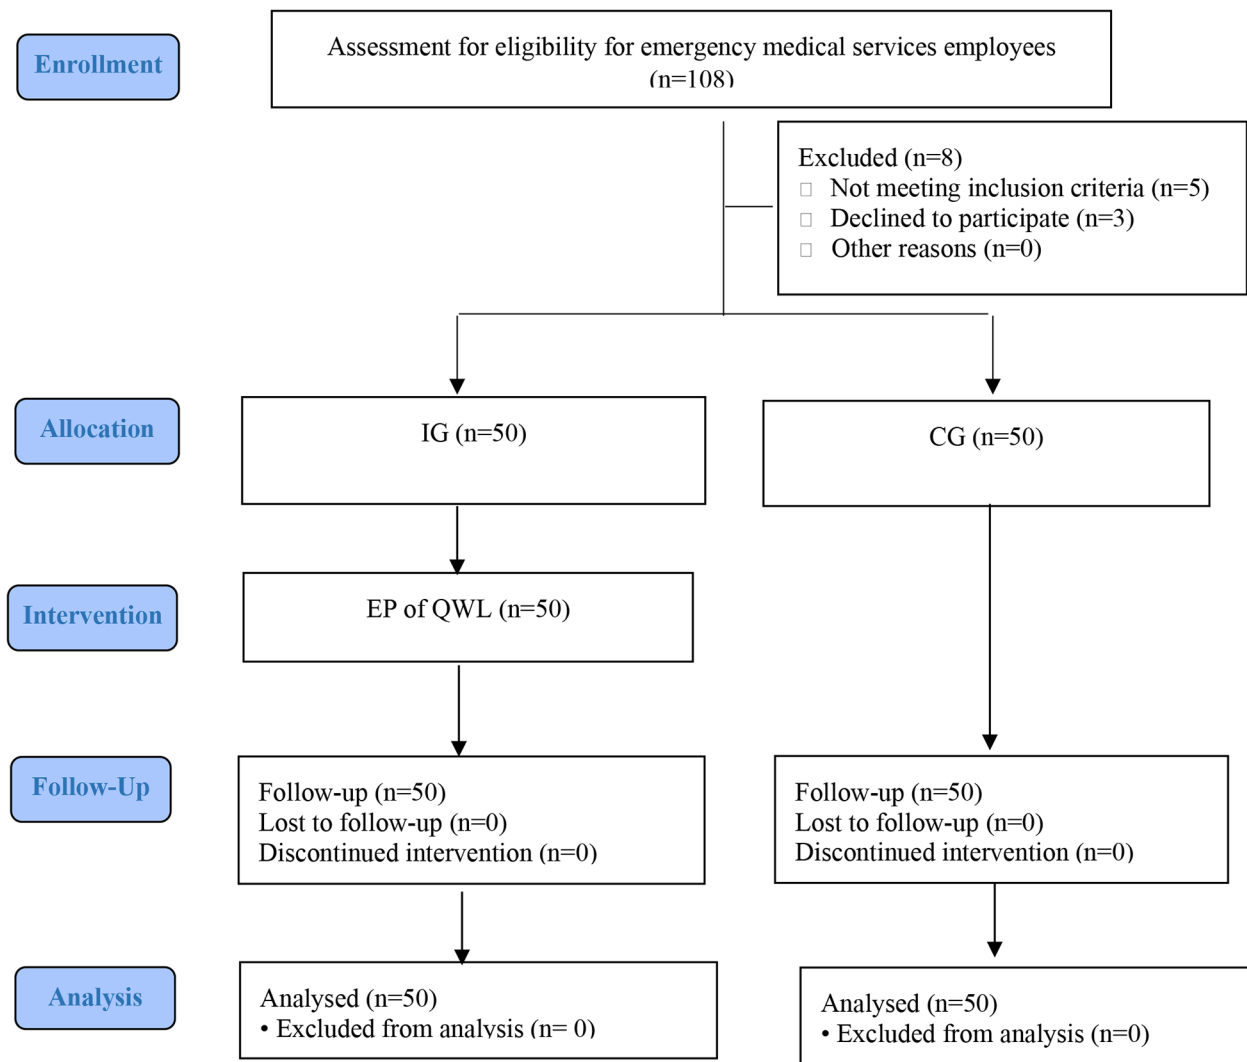 Enrollment
Assessment for eligibility for emergency medical services employees
(n=108)
Excluded (n=8)
Not meeting inclusion criteria (n=5)
Declined to participate (n=3)
Other reasons (n=0)
Allocation
IG (n=50)
CG (n=50)
Intervention
EP of QWL (n=50)
Follow-Up
Follow-up (n=50)
Lost to follow-up (n=0)
Discontinued intervention (n=0)
Follow-up (n=50)
Lost to follow-up (n=0)
Discontinued intervention (n=0)
Analysis
Analysed (n=50)
• Excluded from analysis (n= 0)
Analysed (n=50)
• Excluded from analysis (n=0)